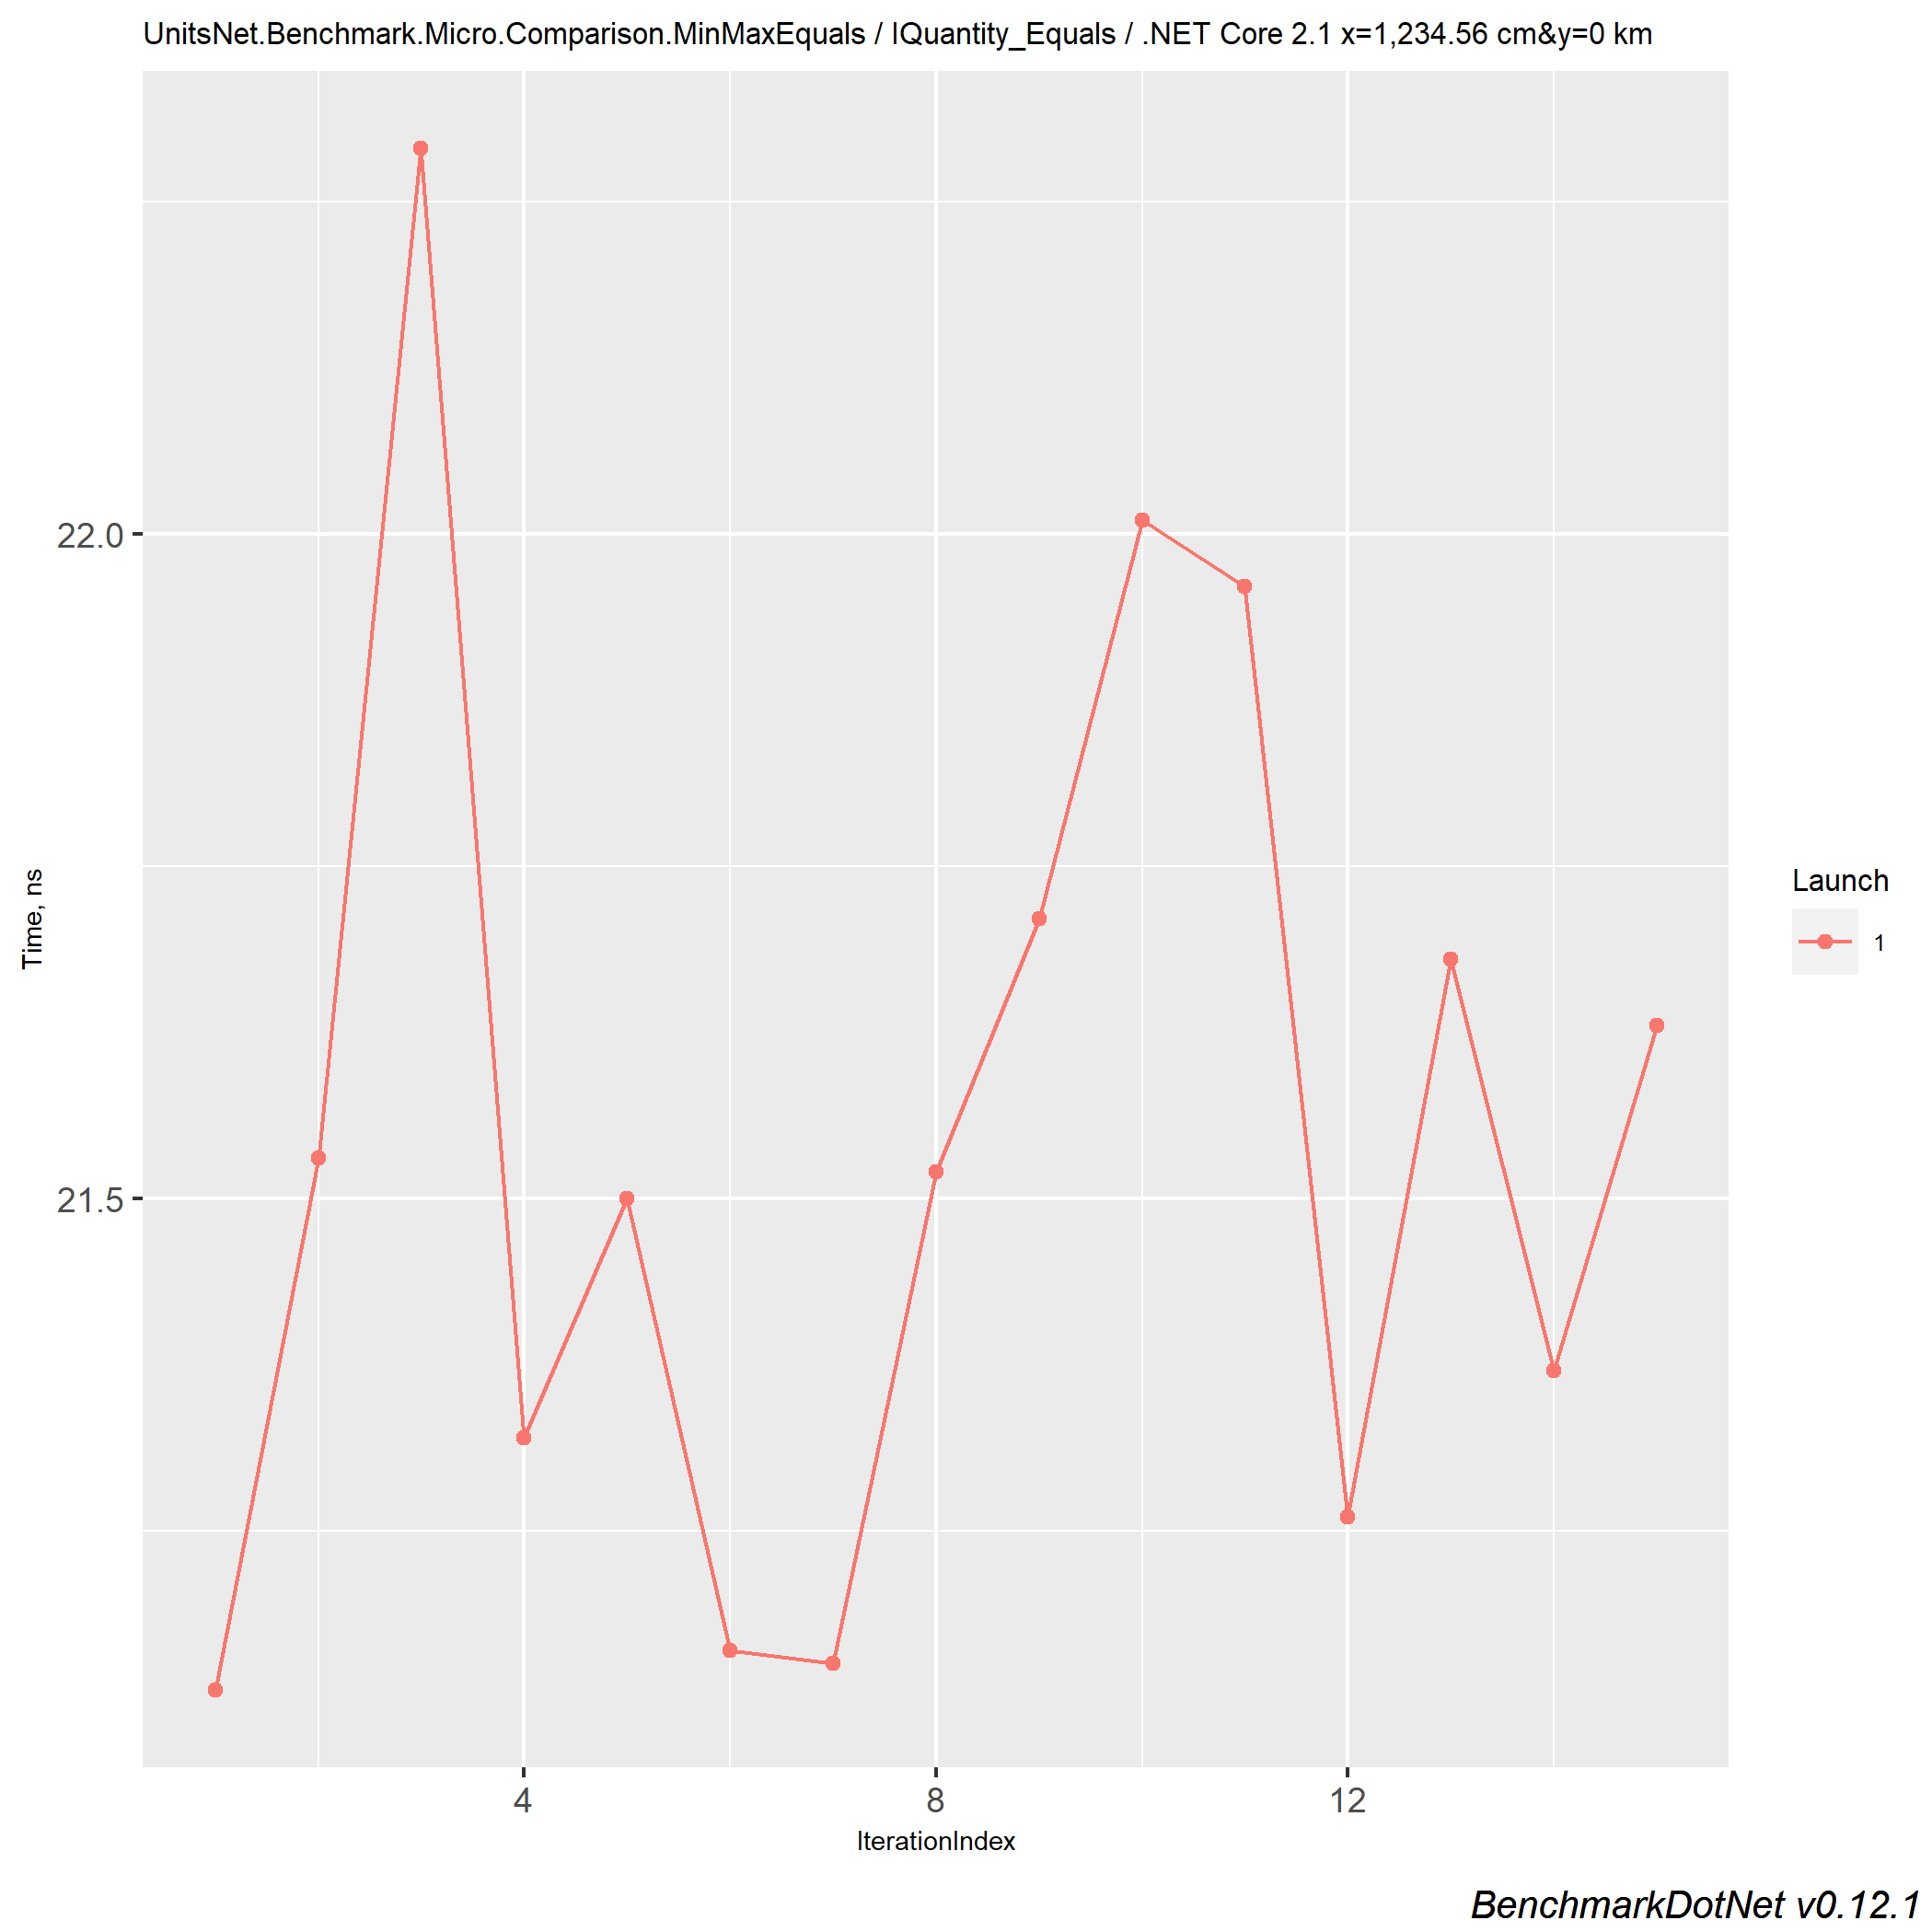 UnitsNet.Benchmark.Micro.Comparison.MinMaxEquals / IQuantity_Equals / .NET Core 2.1 x=1,234.56 cm&y=0 km
22.0
21.5
Time, ns
4 8 12
IterationIndex
Launch
1
BenchmarkDotNet v0.12.1